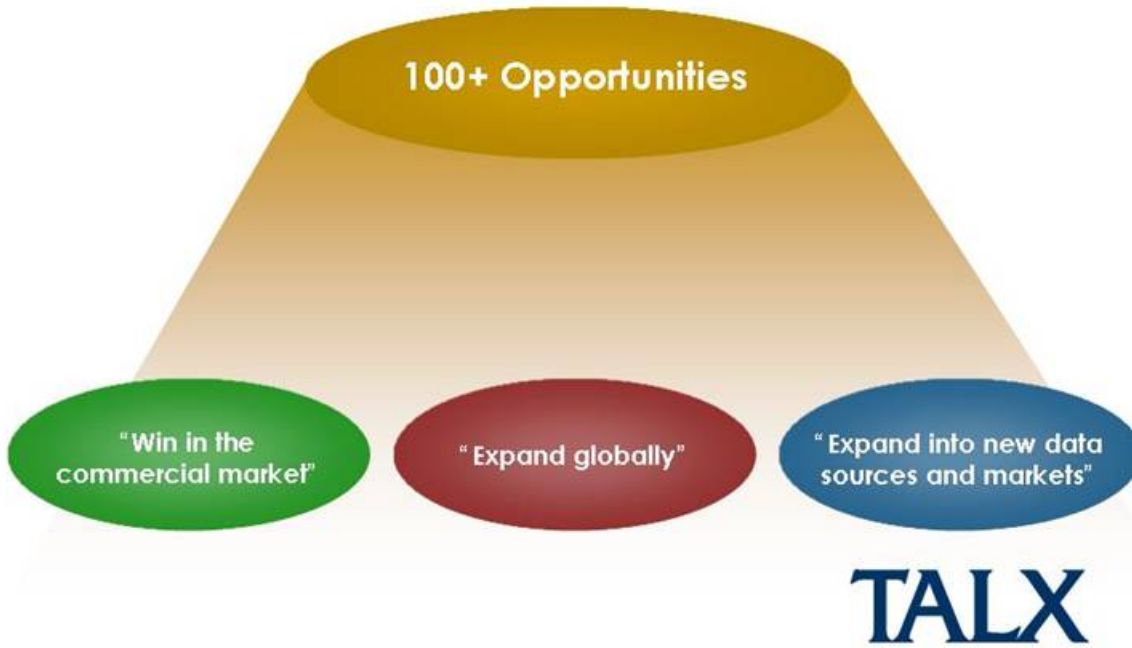 100+ Opportunities
“Win in the
commercial market”
“Expand globally”
“Expand into new data
sources and markets”
TALX